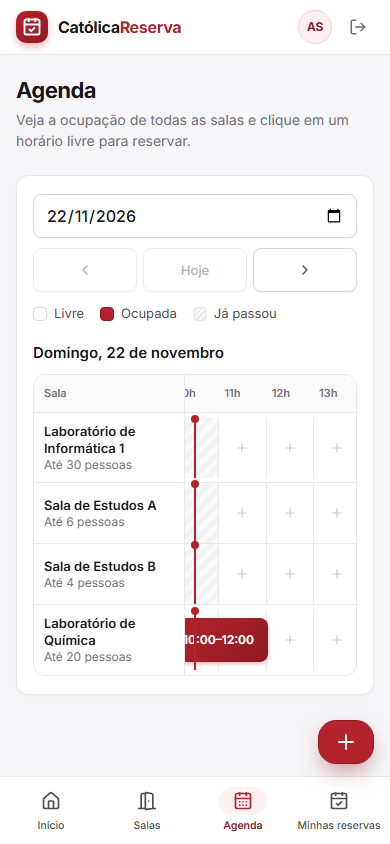 CatólicaReserva
AS
Agenda
Veja a ocupação de todas as salas e clique em um
horário livre para reservar.
22/11/2026
Hoje
Livre
Ocupada
Já passou
Domingo, 22 de novembro
Sala
0h
11h
12h
13h
Laboratório de
Informática 1
Até 30 pessoas
Sala de Estudos A
Até 6 pessoas
Sala de Estudos B
Até 4 pessoas
Laboratório de
Química
Até 20 pessoas
10:00–12:00
Início
Salas
Agenda
Minhas reservas